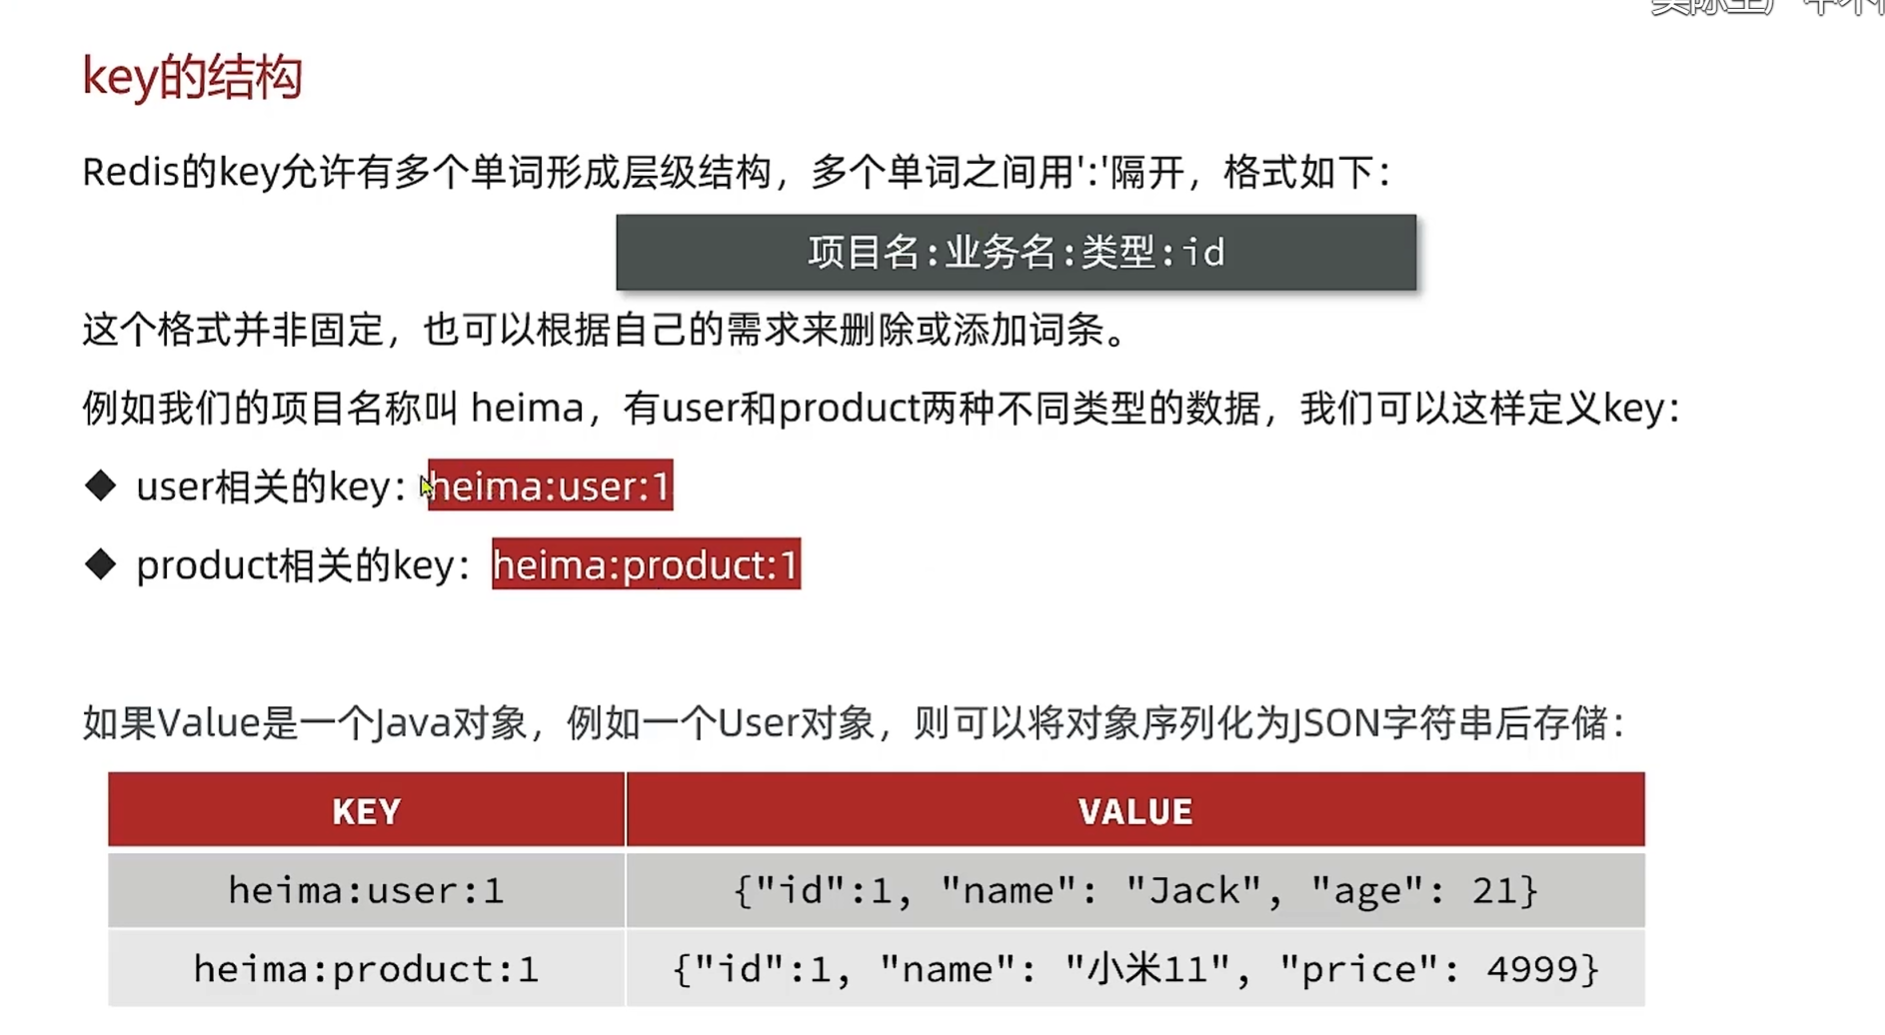 key的结构
Redis的key允许有多个单词形成层级结构，多个单词之间用':'隔开，格式如下：
项目名:业务名:类型:id
这个格式并非固定，也可以根据自己的需求来删除或添加词条。
例如我们的项目名称叫 heima，有user和product两种不同类型的数据，我们可以这样定义key：
◆ user相关的key： heima:user:1
◆ product相关的key： heima:product:1
如果Value是一个Java对象，例如一个User对象，则可以将对象序列化为JSON字符串后存储：
KEY VALUE
heima:user:1 {"id":1, "name": "Jack", "age": 21}
heima:product:1 {"id":1, "name": "小米11", "price": 4999}